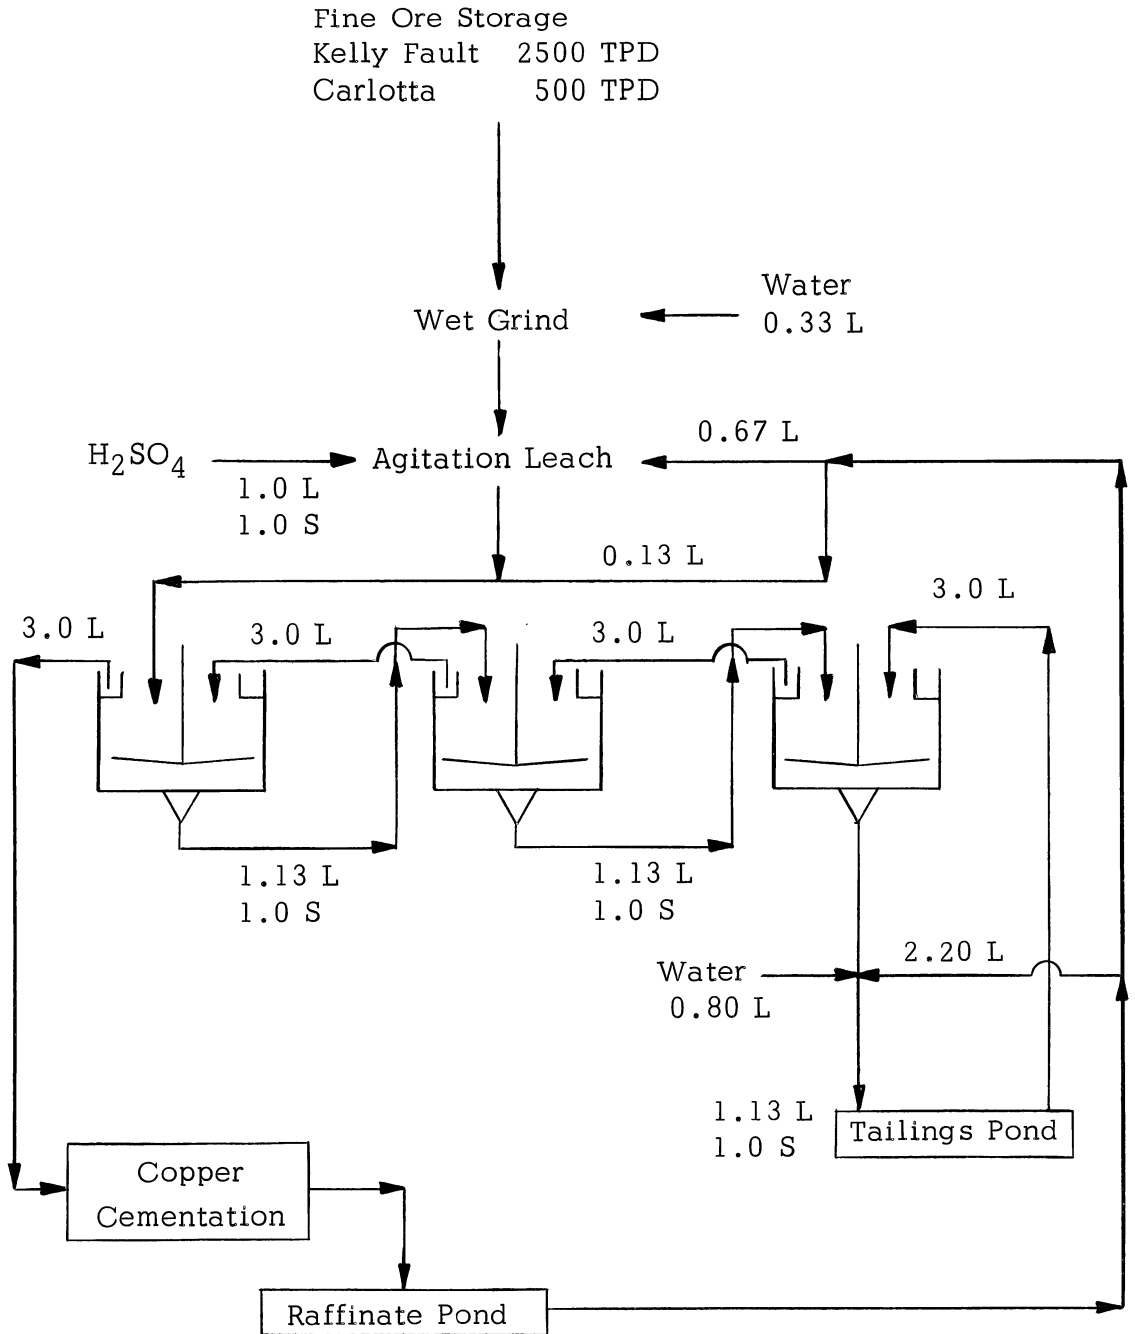 Fine Ore Storage
Kelly Fault 2500 TPD
Carlotta 500 TPD
Water
0.33 L
Wet Grind
0.67 L
H2SO4
Agitation Leach
1.0 L
1.0 S
0.13 L
3.0 L
3.0 L
3.0 L
3.0 L
1.13 L
1.0 S
1.13 L
1.0 S
Water
0.80 L
2.20 L
1.13 L
1.0 S
Tailings Pond
Copper
Cementation
Raffinate Pond